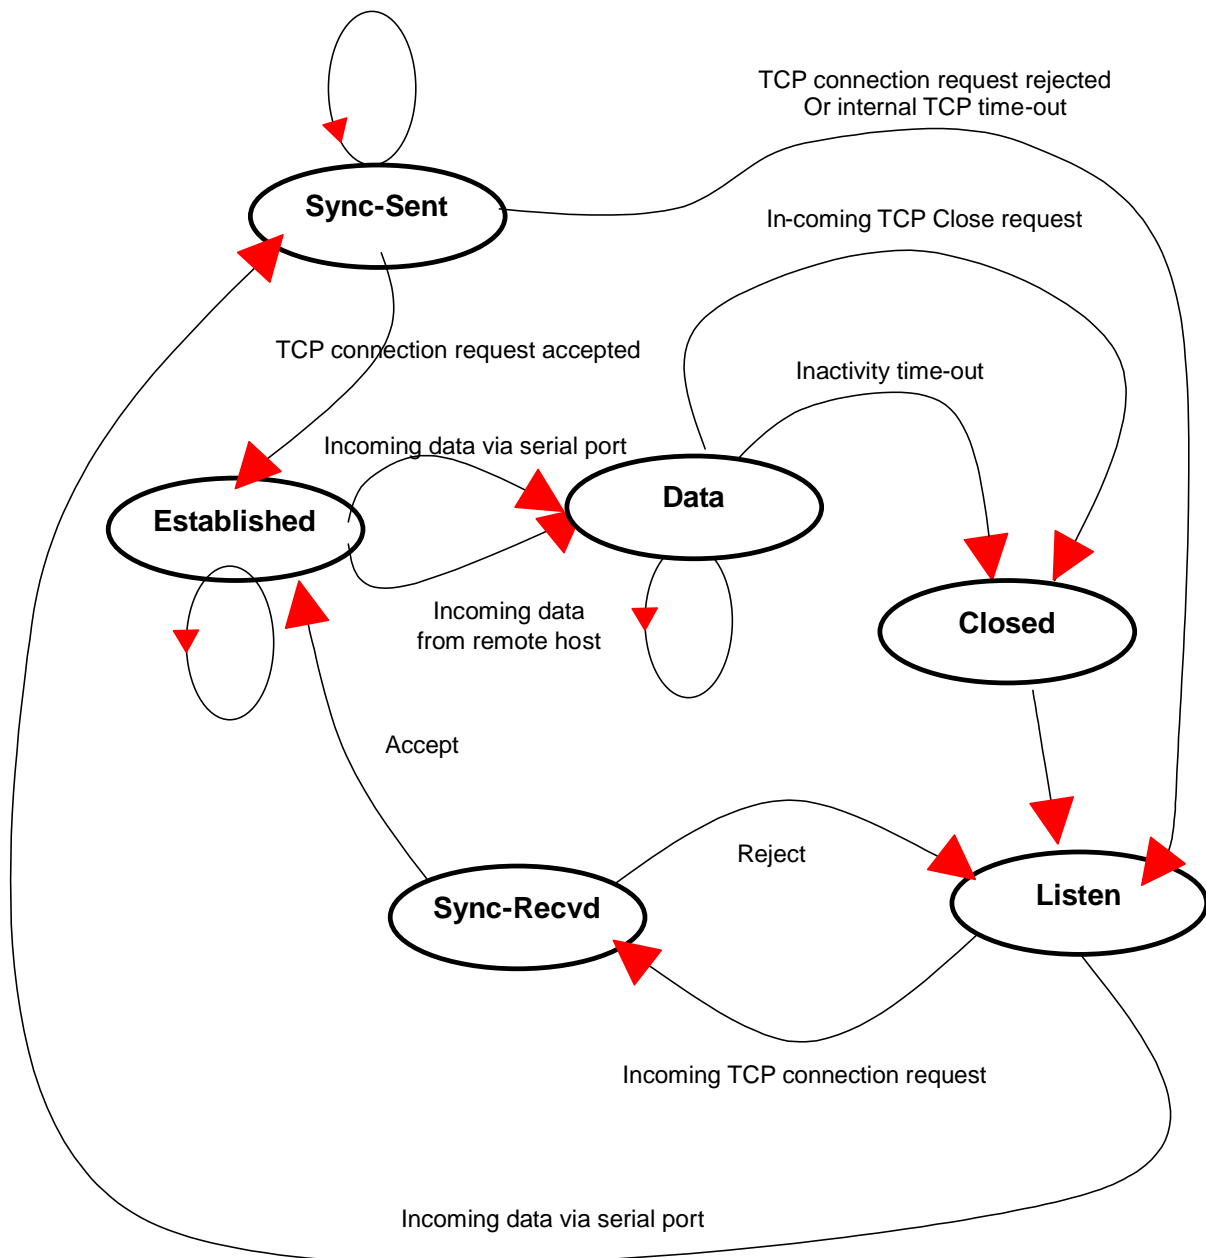 TCP connection request rejected
Or internal TCP time-out
Sync-Sent
In-coming TCP Close request
TCP connection request accepted
Inactivity time-out
Incoming data via serial port
Data
Established
Incoming data
from remote host
Closed
Accept
Reject
Listen
Sync-Recvd
Incoming TCP connection request
Incoming data via serial port